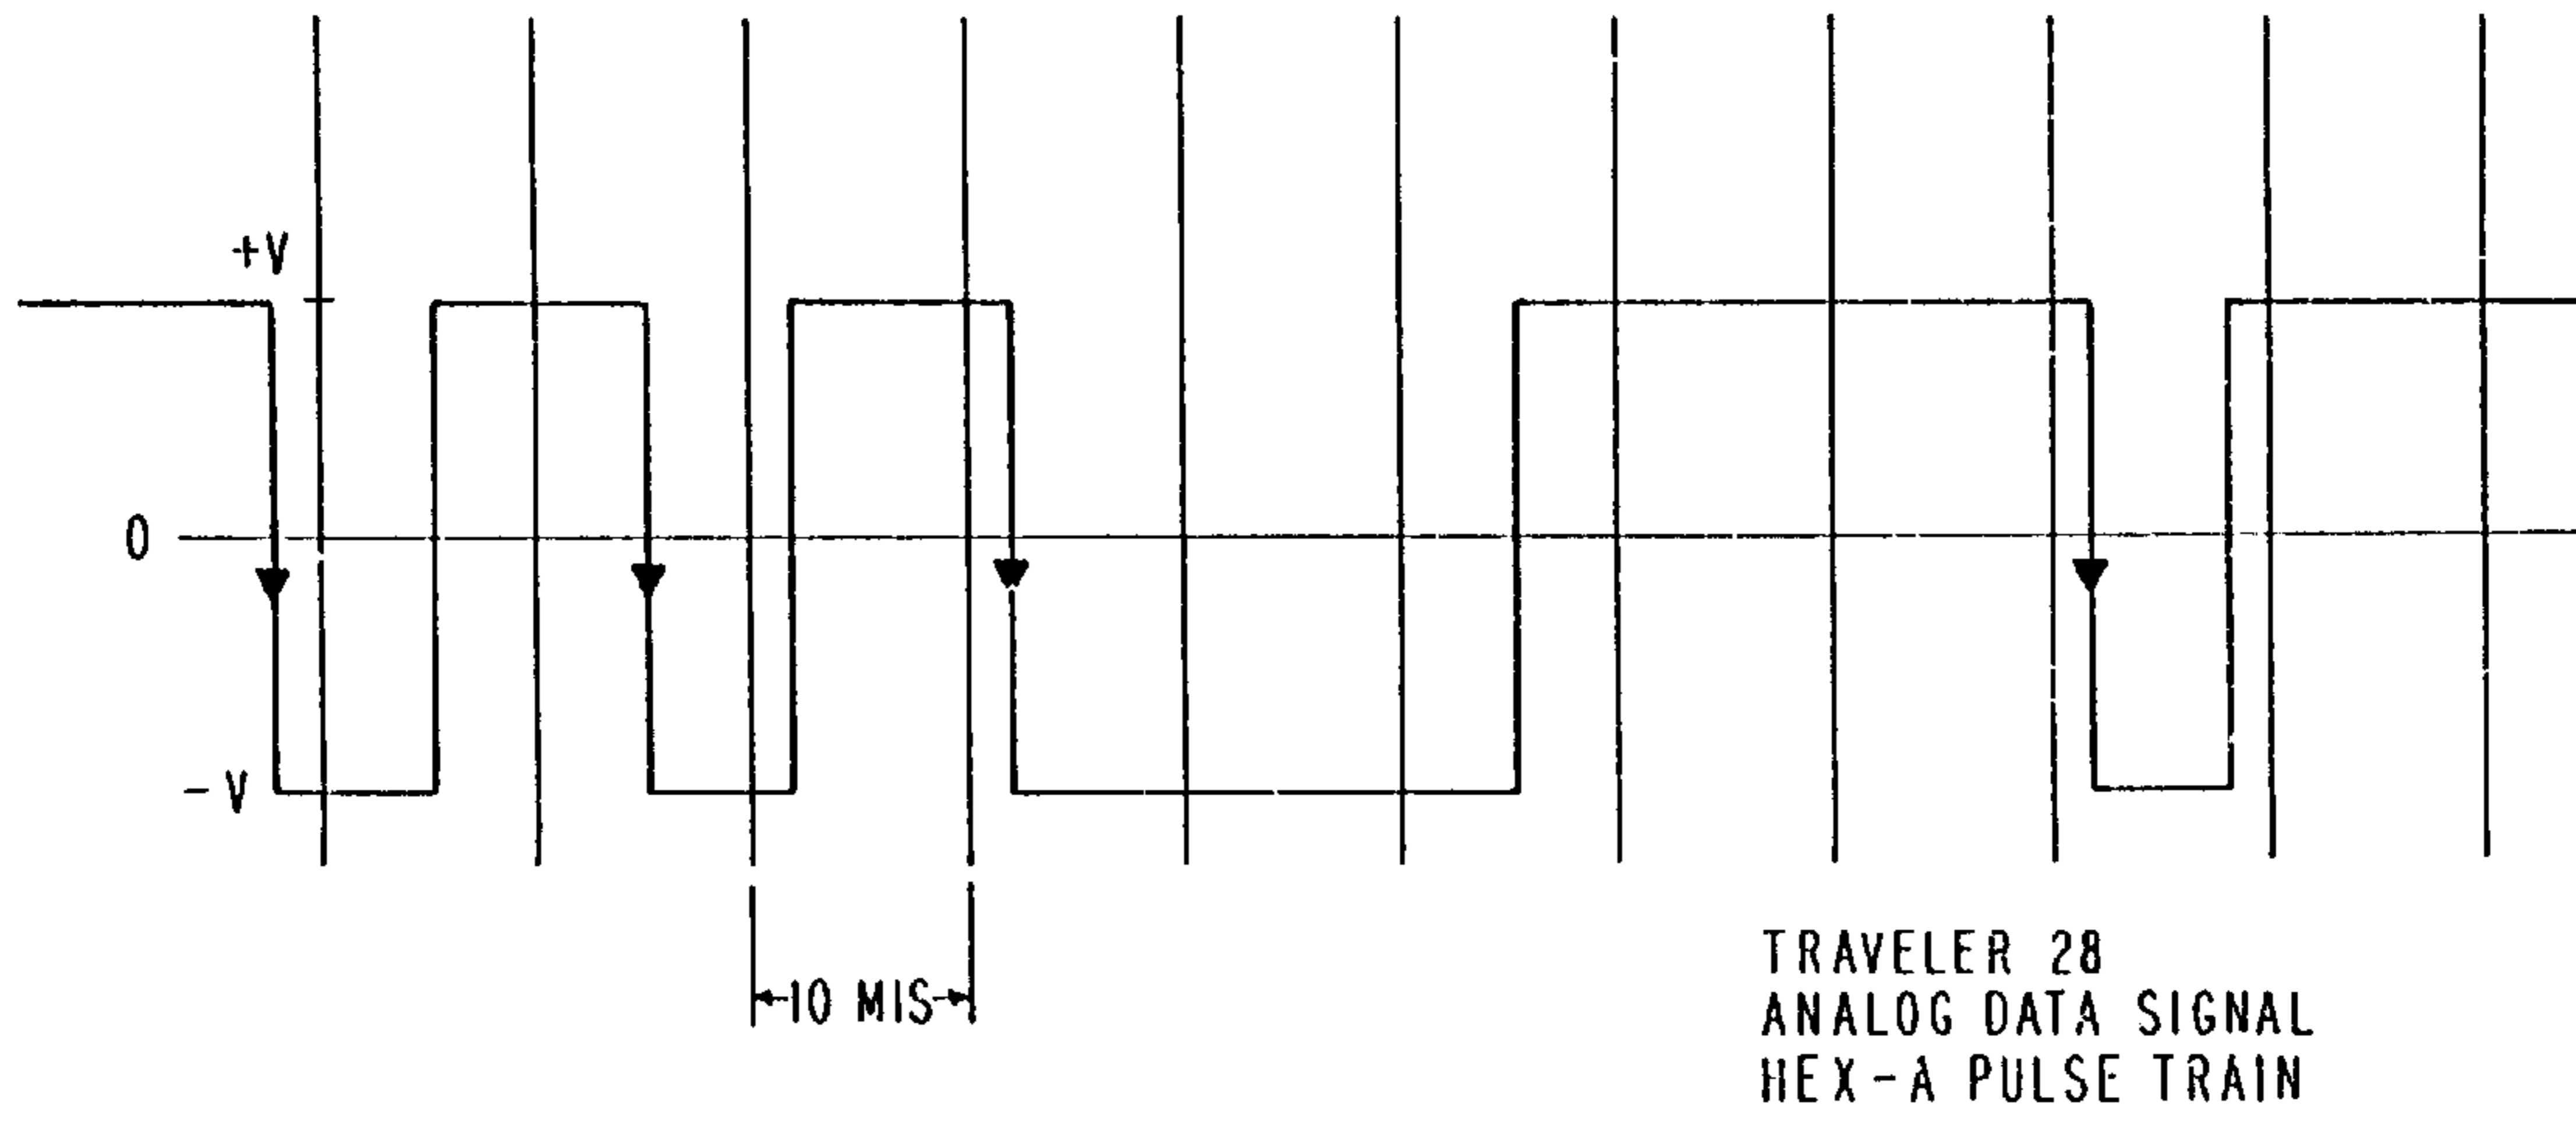 +V
0
-V
10 MIS
TRAVELER 28
ANALOG DATA SIGNAL
HEX-A PULSE TRAIN